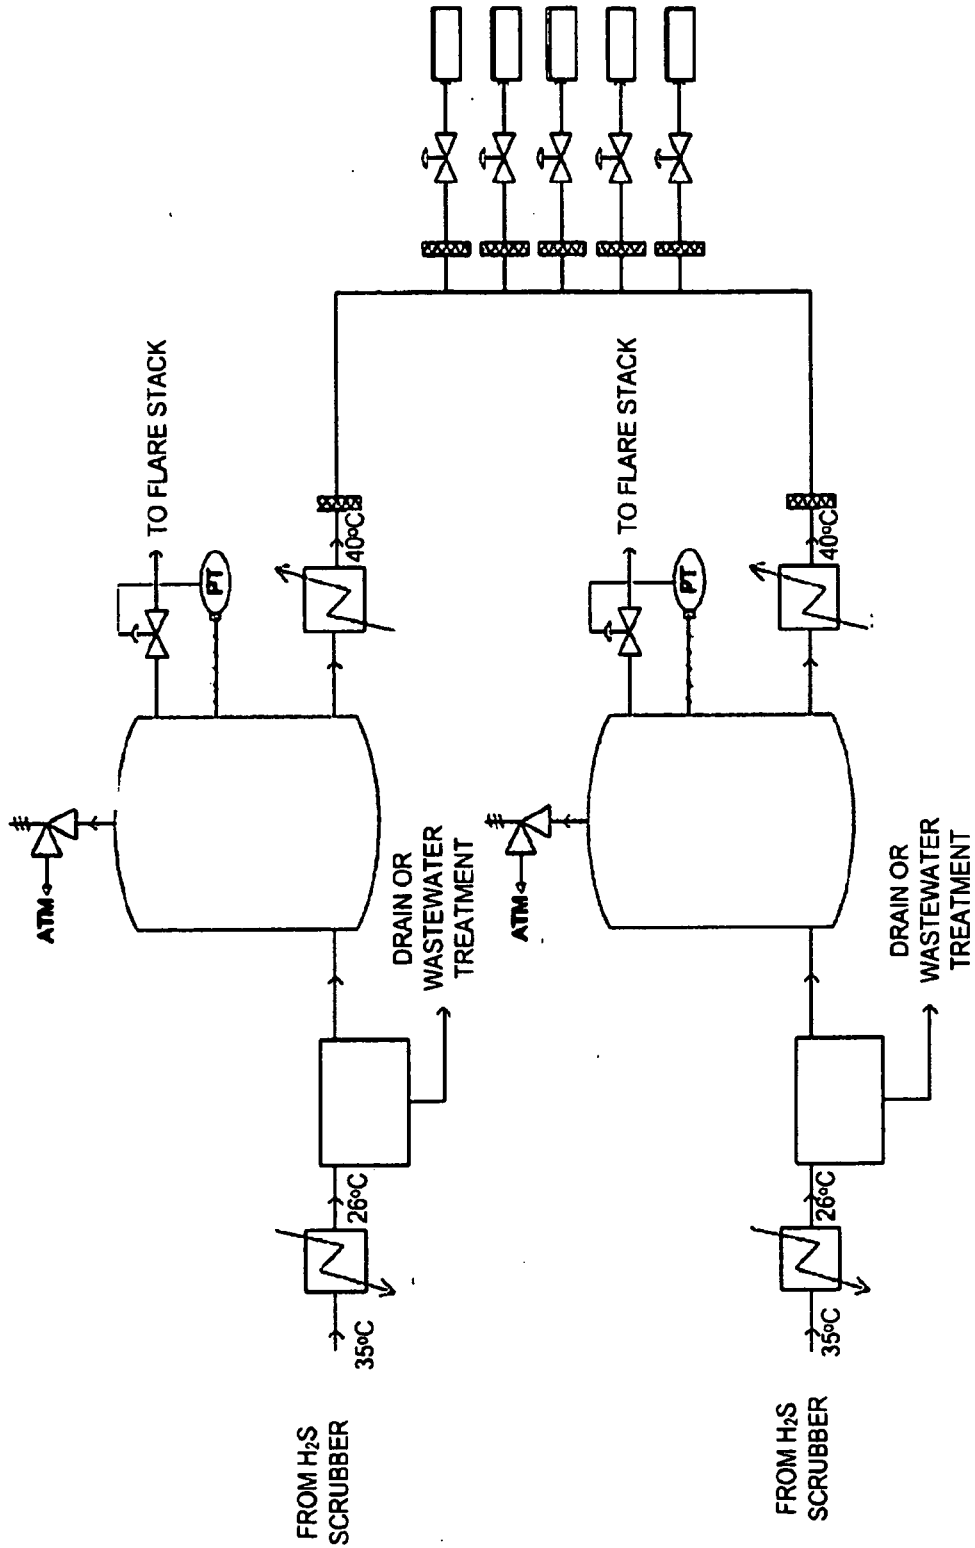 FROM H₂S
SCRUBBER
35ºC
26ºC
DRAIN OR
WASTEWATER
TREATMENT
ATM
PT
TO FLARE STACK
40ºC
FROM H₂S
SCRUBBER
35ºC
26ºC
DRAIN OR
WASTEWATER
TREATMENT
ATM
PT
TO FLARE STACK
40ºC